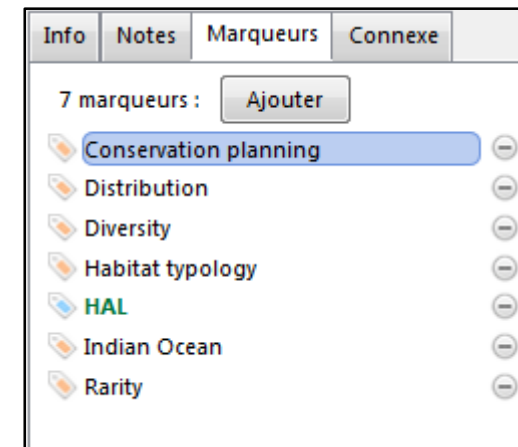 Info Notes Marqueurs Connexe
7 marqueurs : Ajouter
Conservation planning
Distribution
Diversity
Habitat typology
HAL
Indian Ocean
Rarity